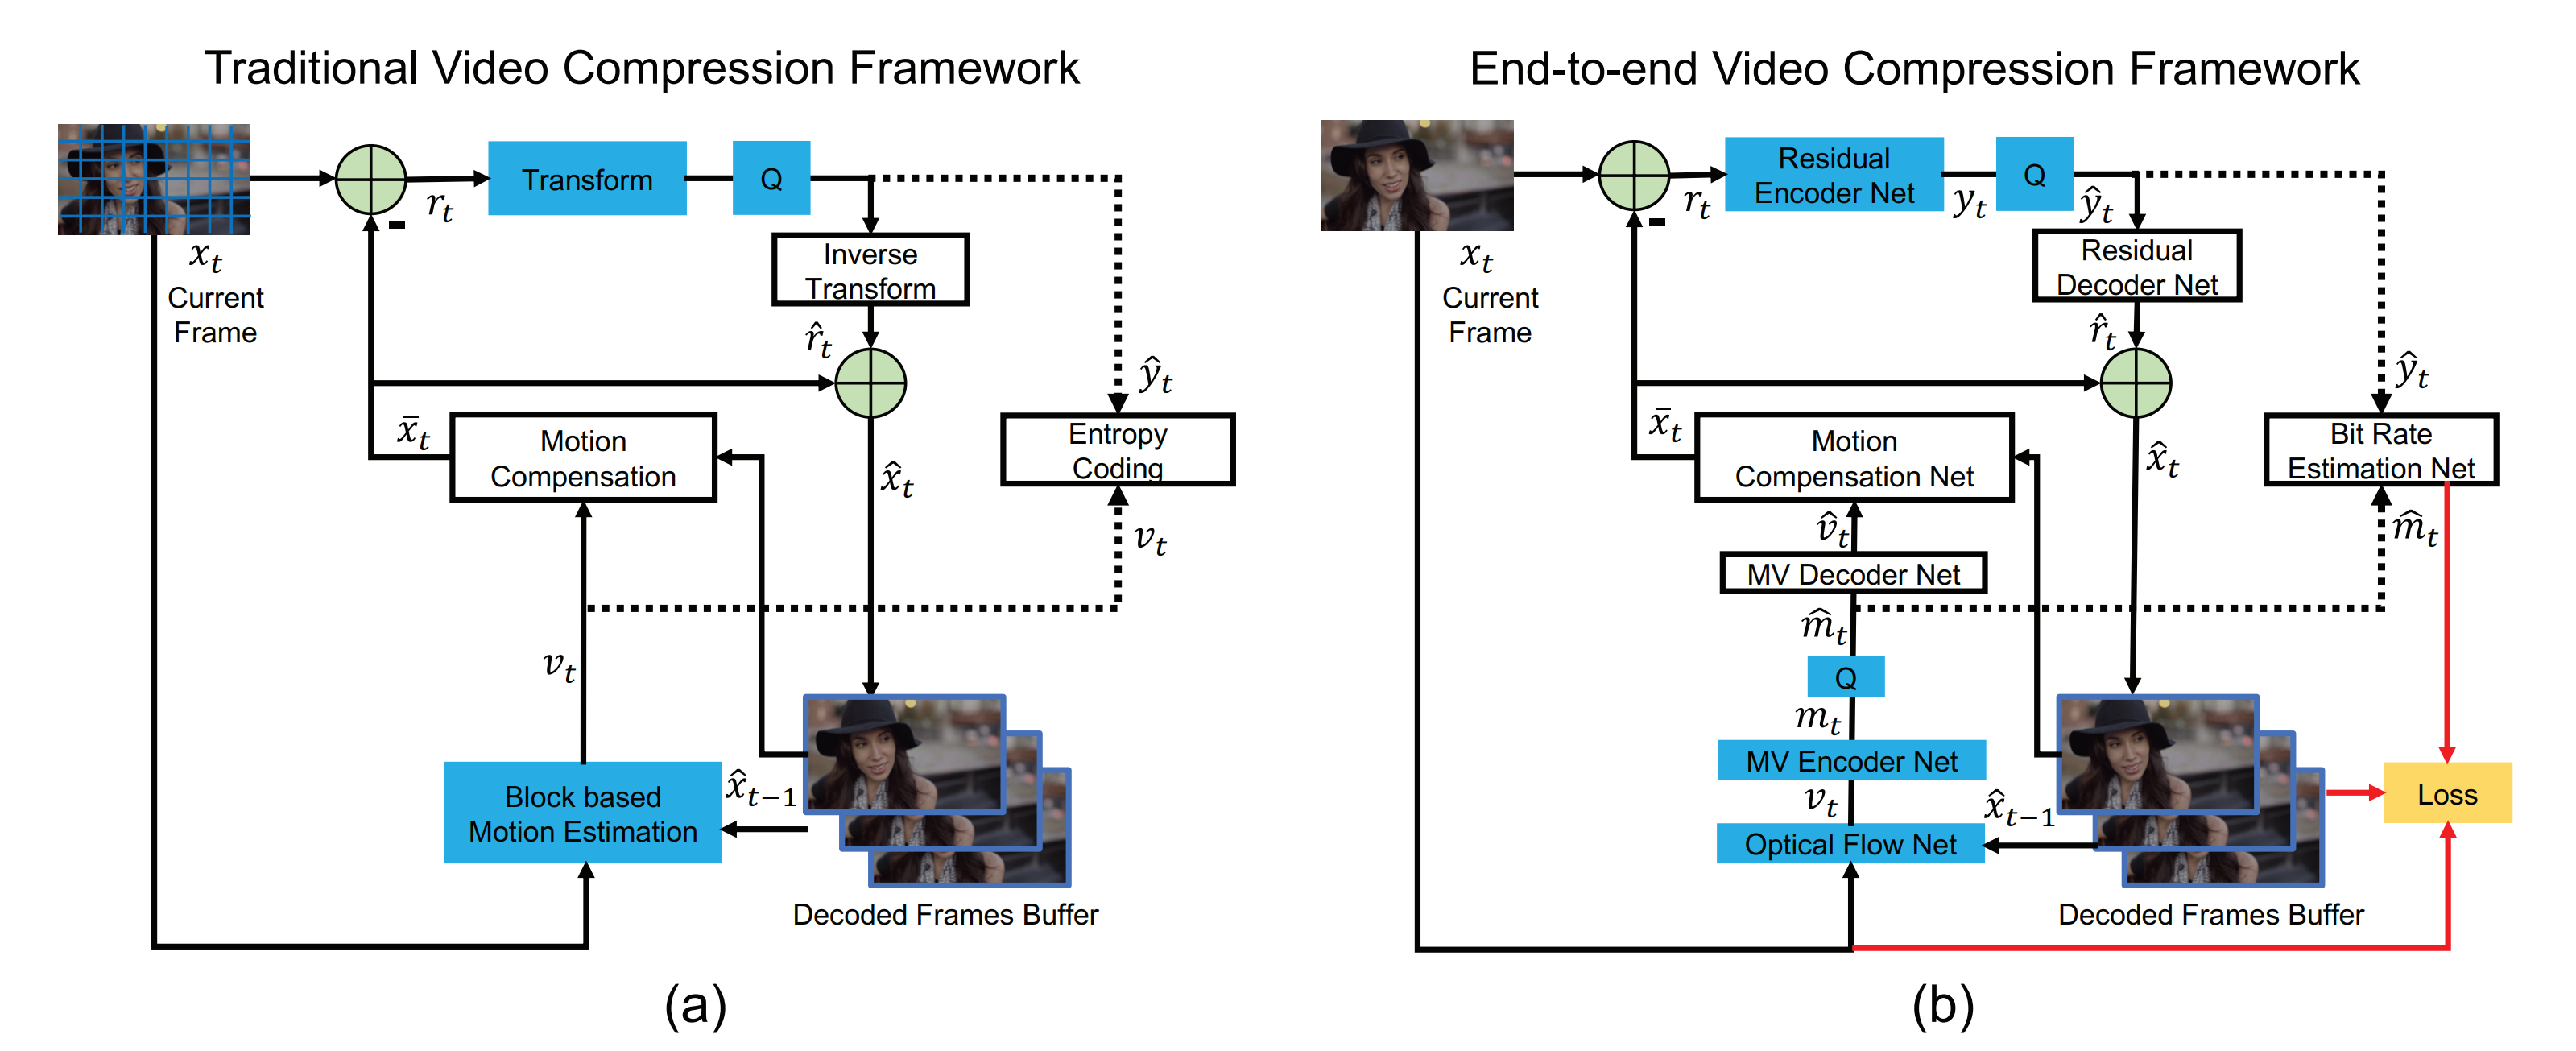 Traditional Video Compression Framework
x_t
Current
Frame
r_t
Transform
Q
Inverse
Transform
r̂_t
ŷ_t
x̄_t
Motion
Compensation
x̂_t
Entropy
Coding
v_t
v_t
Block based
Motion Estimation
x̂_{t−1}
Decoded Frames Buffer
(a)
End-to-end Video Compression Framework
x_t
Current
Frame
r_t
Residual
Encoder Net
y_t
Q
ŷ_t
Residual
Decoder Net
r̂_t
ŷ_t
x̄_t
Motion
Compensation Net
x̂_t
Bit Rate
Estimation Net
v̂_t
m̂_t
MV Decoder Net
m̂_t
Q
m_t
MV Encoder Net
v_t
x̂_{t−1}
Optical Flow Net
Loss
Decoded Frames Buffer
(b)